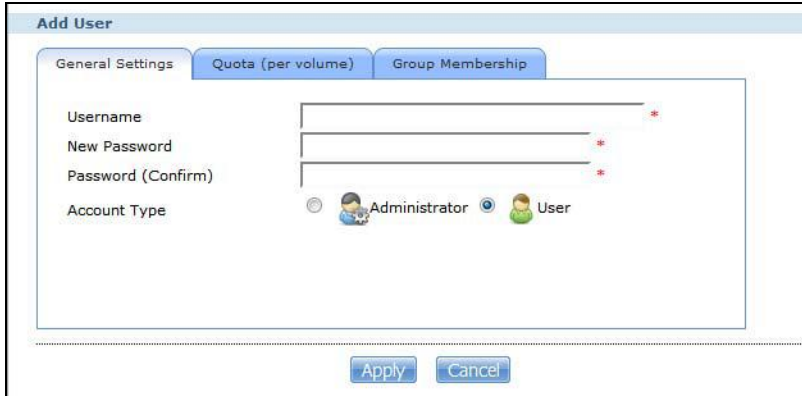 Add User
General Settings Quota (per volume) Group Membership
Username *
New Password *
Password (Confirm) *
Account Type Administrator User
Apply Cancel